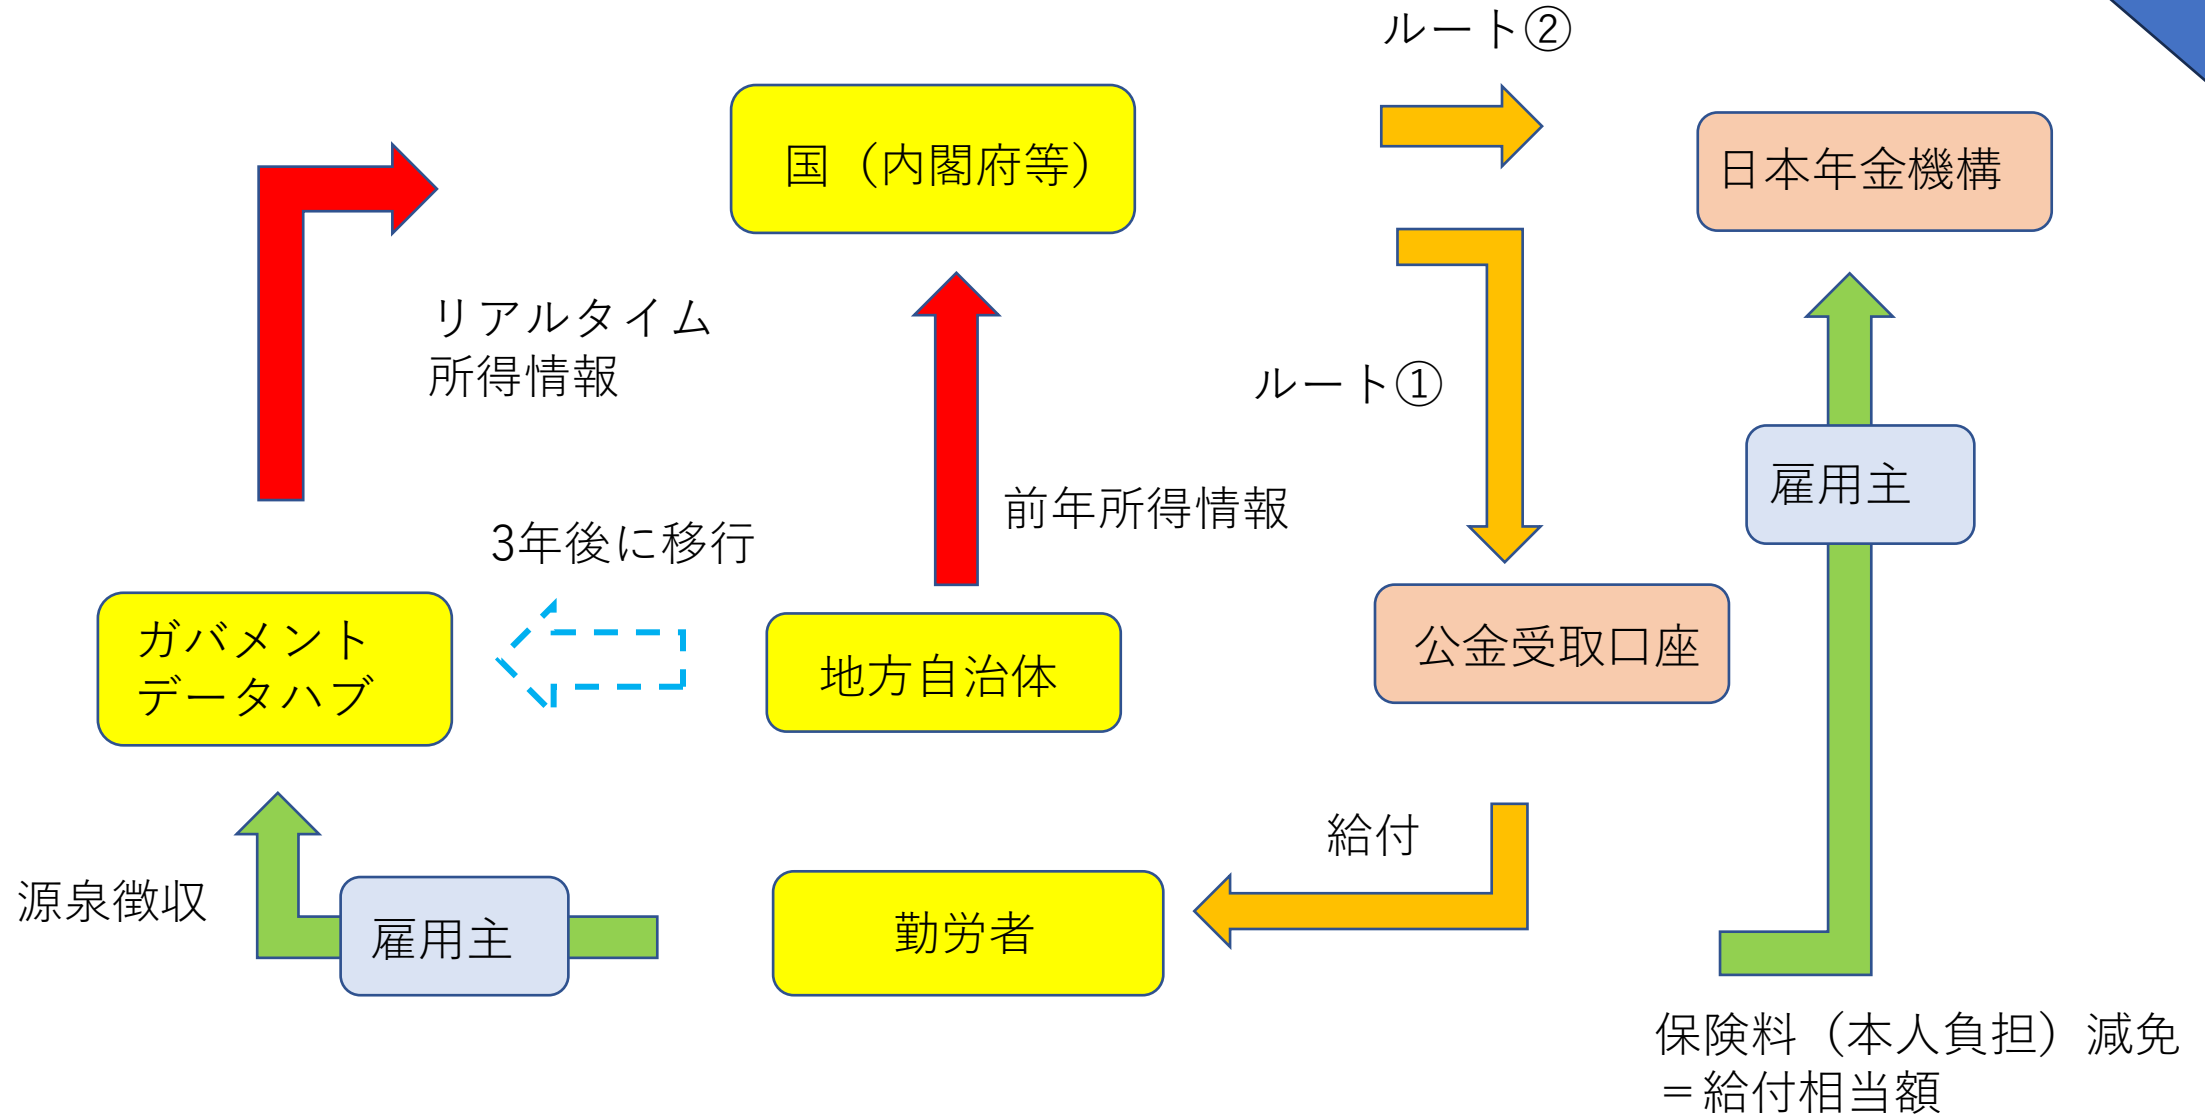 ルート②
国（内閣府等）
日本年金機構
リアルタイム
所得情報
ルート①
雇用主
前年所得情報
3年後に移行
ガバメント
データハブ
地方自治体
公金受取口座
給付
源泉徴収
雇用主
勤労者
保険料（本人負担）減免
＝給付相当額